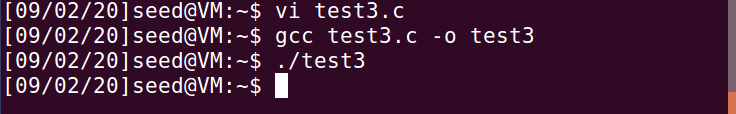 [09/02/20]seed@VM:~$ vi test3.c
[09/02/20]seed@VM:~$ gcc test3.c -o test3
[09/02/20]seed@VM:~$ ./test3
[09/02/20]seed@VM:~$